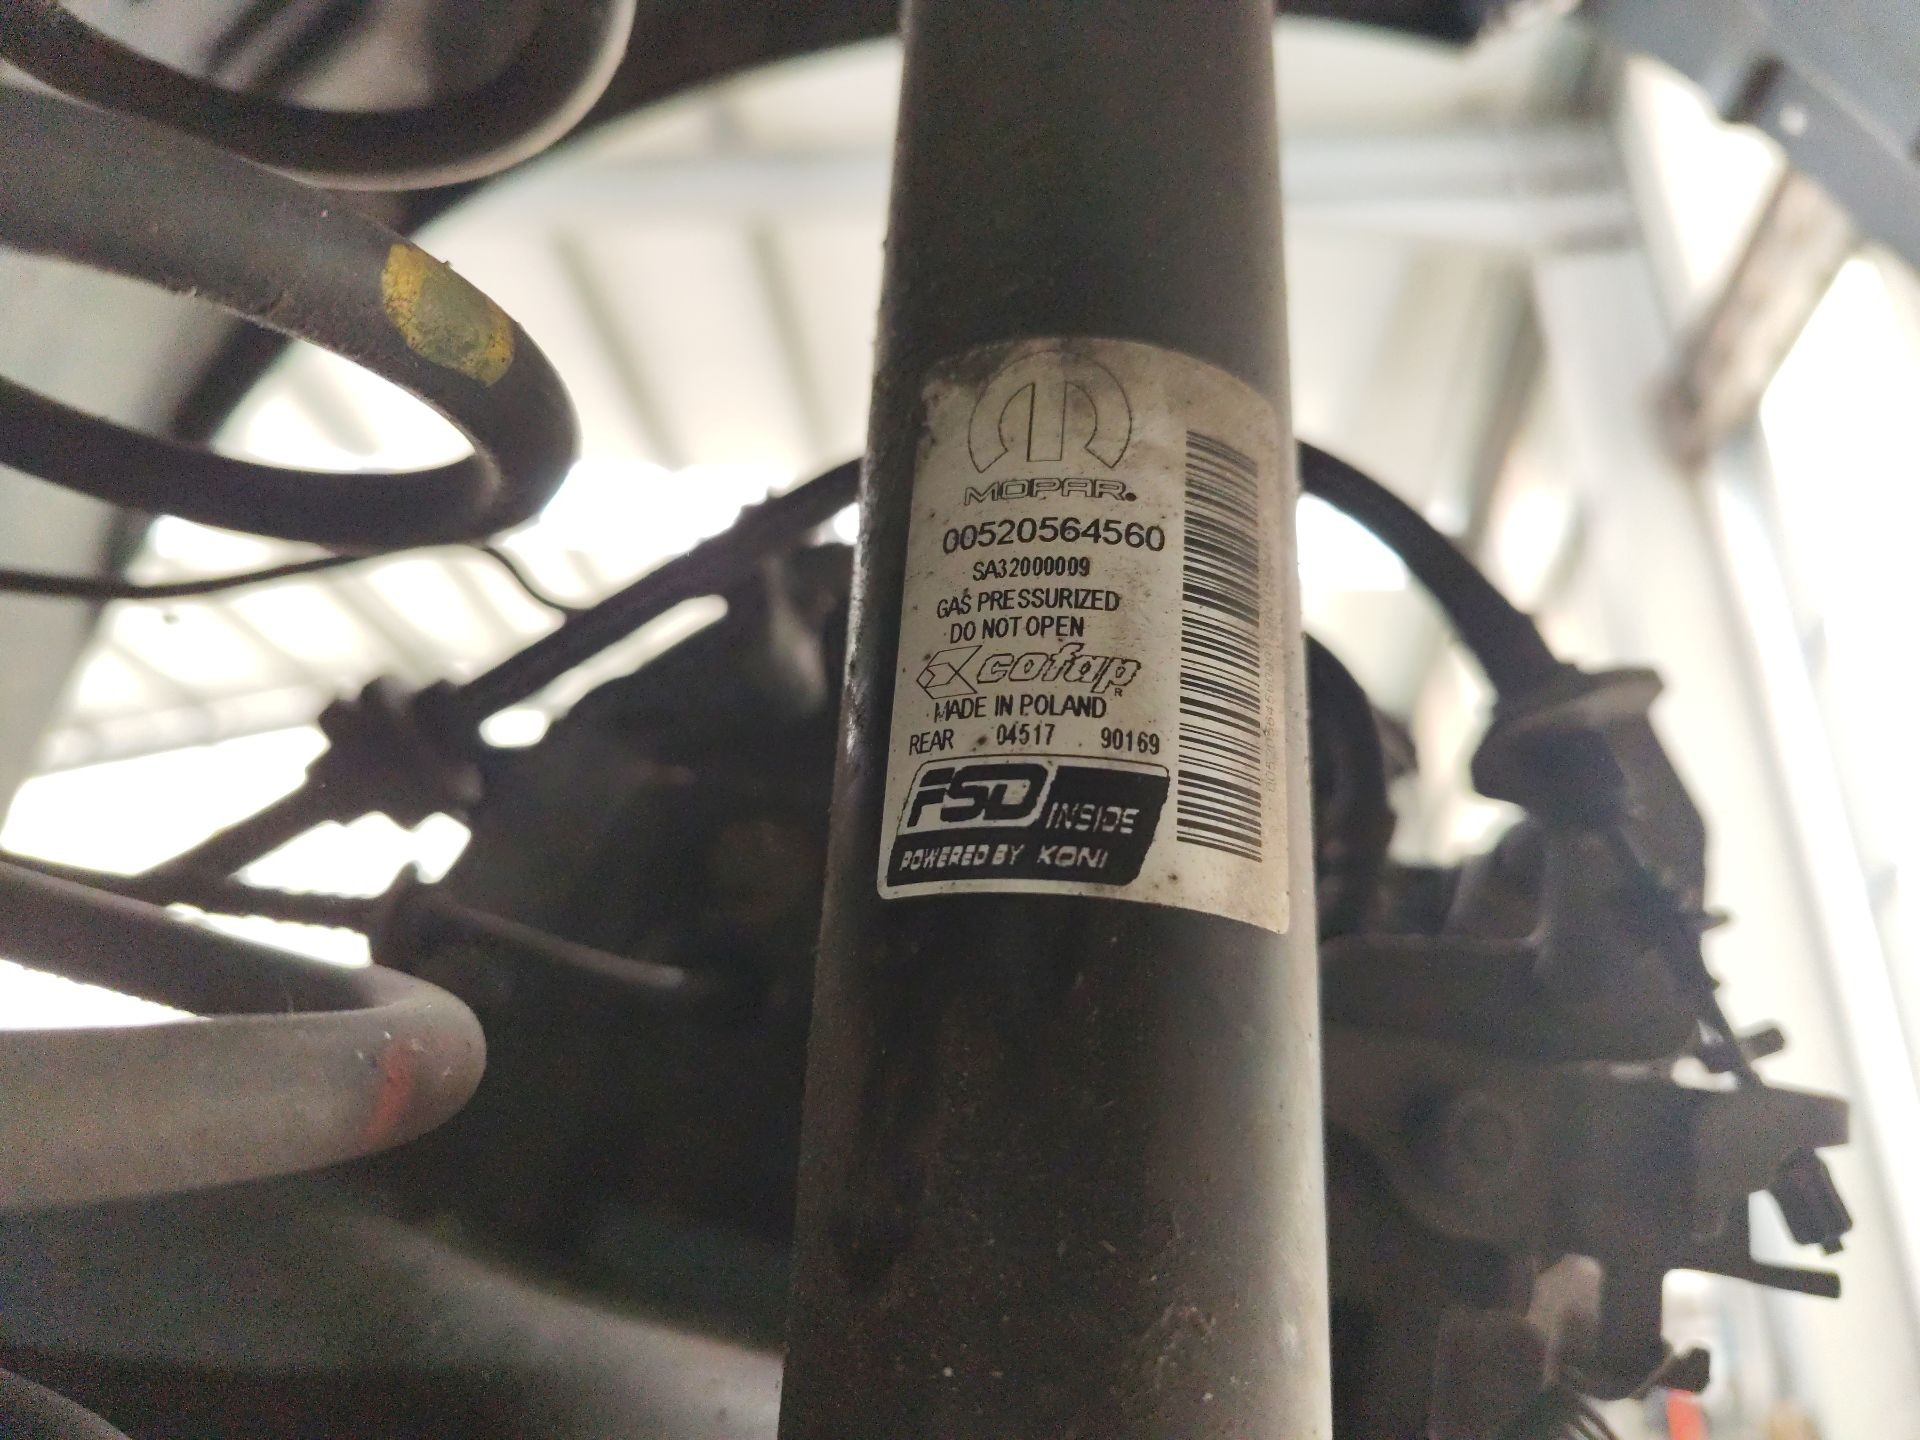 MOPAR®
00520564560
SA32000009
GAS PRESSURIZED
DO NOT OPEN
cofap®
MADE IN POLAND
REAR 04517 90169
FSD INSIDE
POWERED BY KONI